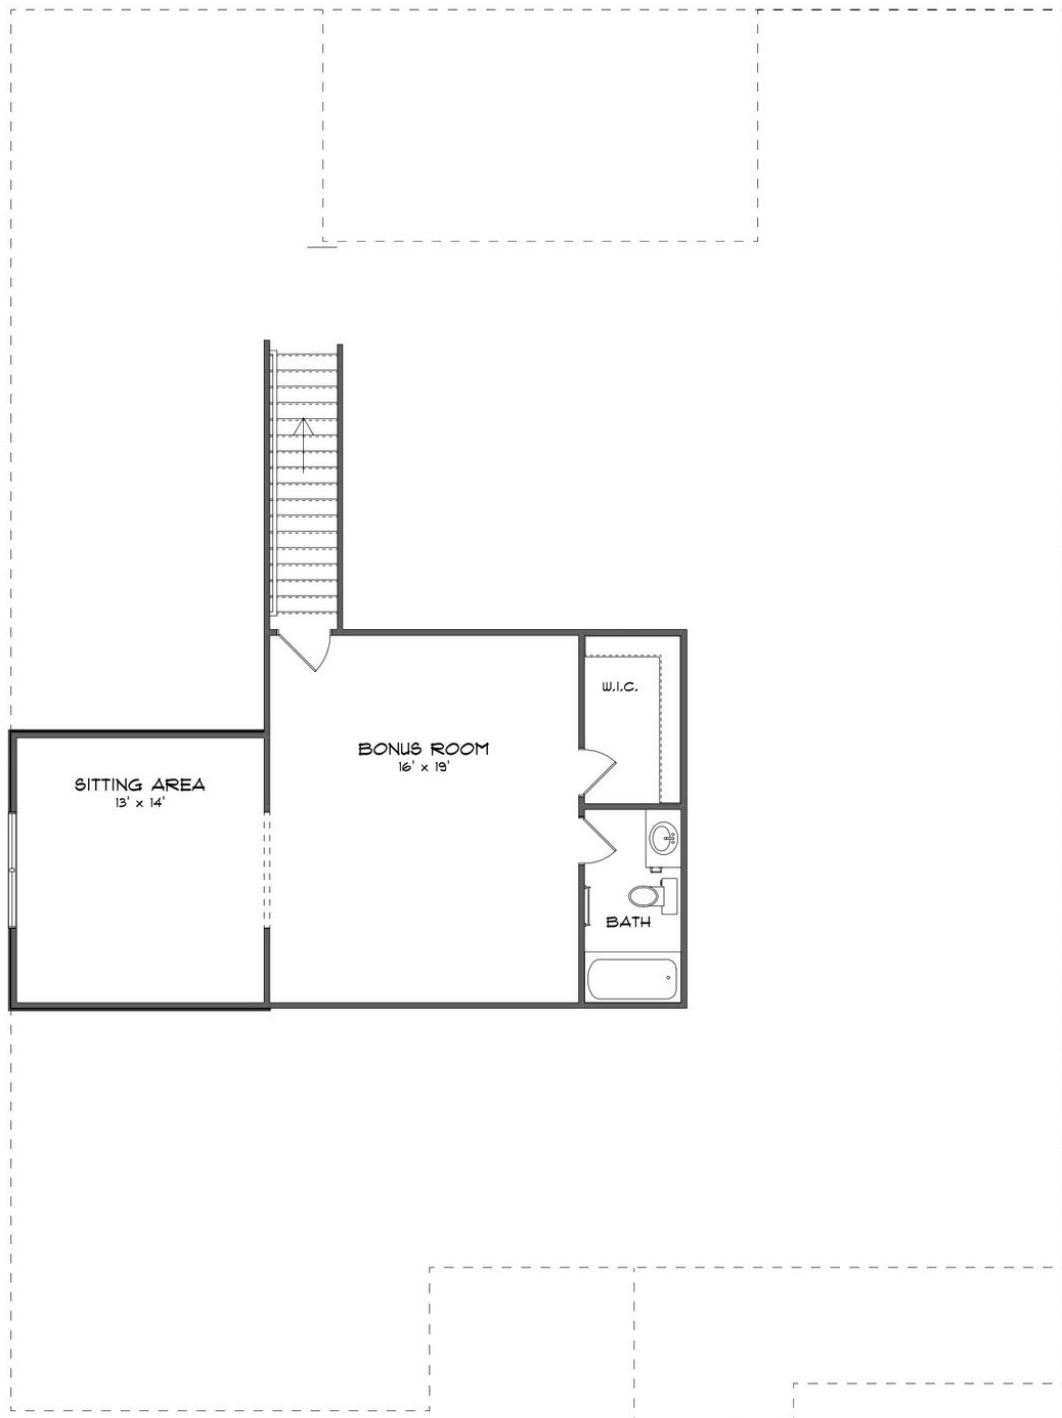 W.I.C.
BONUS ROOM
16' x 19'
SITTING AREA
13' x 14'
BATH